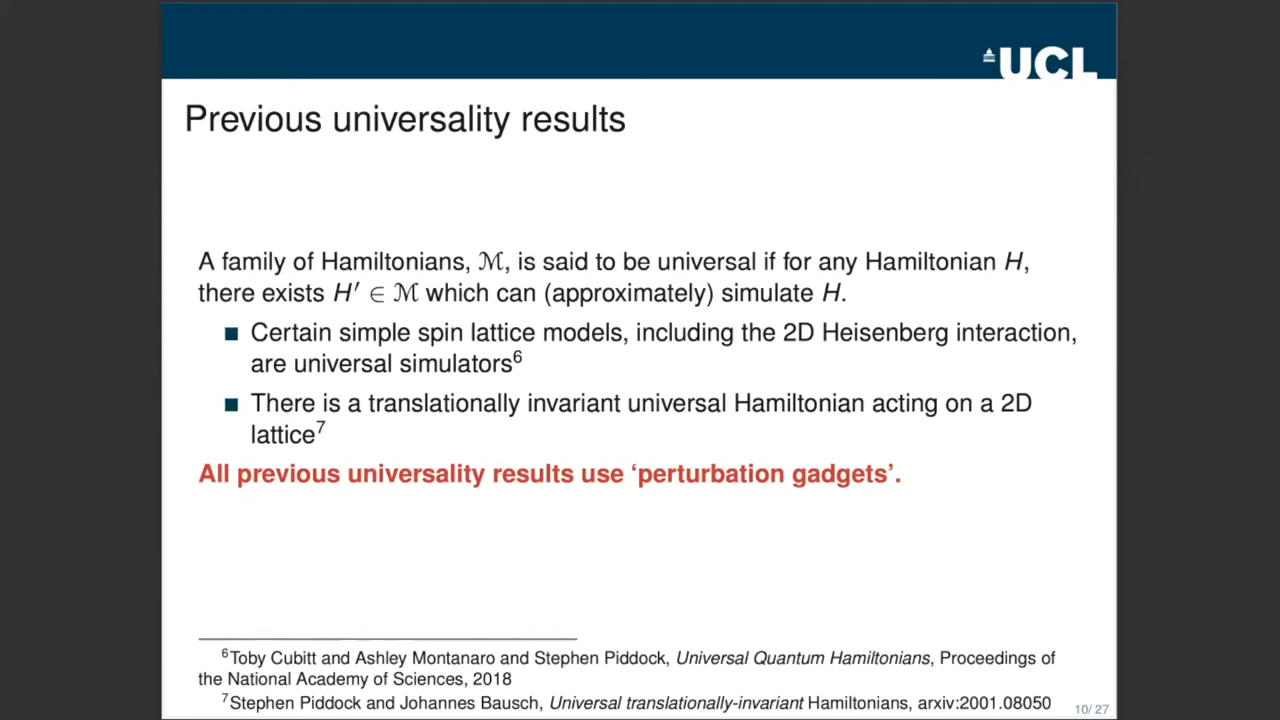 UCL
Previous universality results
A family of Hamiltonians, ℳ, is said to be universal if for any Hamiltonian H,
there exists H′ ∈ ℳ which can (approximately) simulate H.
■ Certain simple spin lattice models, including the 2D Heisenberg interaction,
are universal simulators⁶
■ There is a translationally invariant universal Hamiltonian acting on a 2D
lattice⁷
All previous universality results use ‘perturbation gadgets’.
⁶Toby Cubitt and Ashley Montanaro and Stephen Piddock, Universal Quantum Hamiltonians, Proceedings of
the National Academy of Sciences, 2018
⁷Stephen Piddock and Johannes Bausch, Universal translationally-invariant Hamiltonians, arxiv:2001.08050
10/ 27